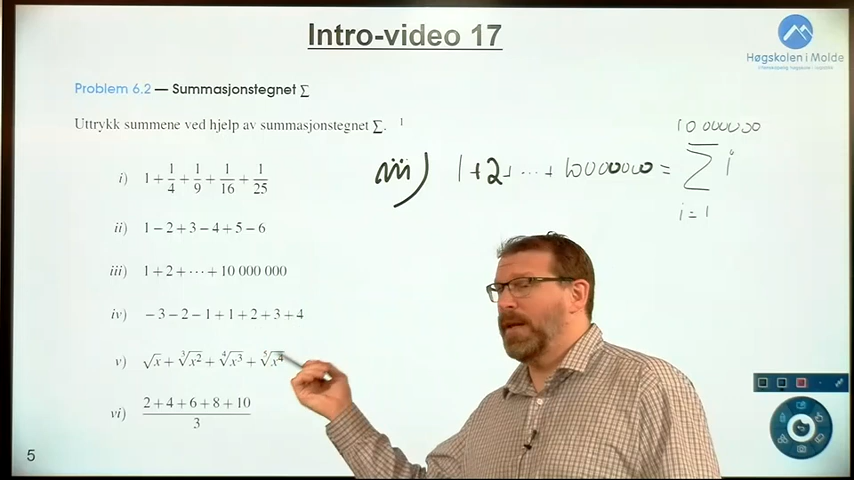 Intro-video 17
Høgskolen i Molde
Problem 6.2 — Summasjonstegnet ∑
Uttrykk summene ved hjelp av summasjonstegnet ∑. 1
i) 1 + 1/4 + 1/9 + 1/16 + 1/25
ii) 1 − 2 + 3 − 4 + 5 − 6
iii) 1 + 2 + ⋯ + 10 000 000
iv) −3 − 2 − 1 + 1 + 2 + 3 + 4
v) √x + ∛x² + ∜x³ + ⁵√x⁴
vi) (2 + 4 + 6 + 8 + 10)/3
10 000000
iii) 1 + 2 + ... + 10000000 = ∑ i
i = 1
5